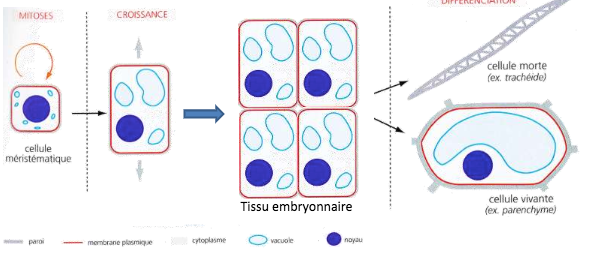 MITOSES
CROISSANCE
DIFFÉRENCIATION
cellule
méristématique
Tissu embryonnaire
cellule morte
(ex. trachéide)
cellule vivante
(ex. parenchyme)
paroi
membrane plasmique
cytoplasme
vacuole
noyau